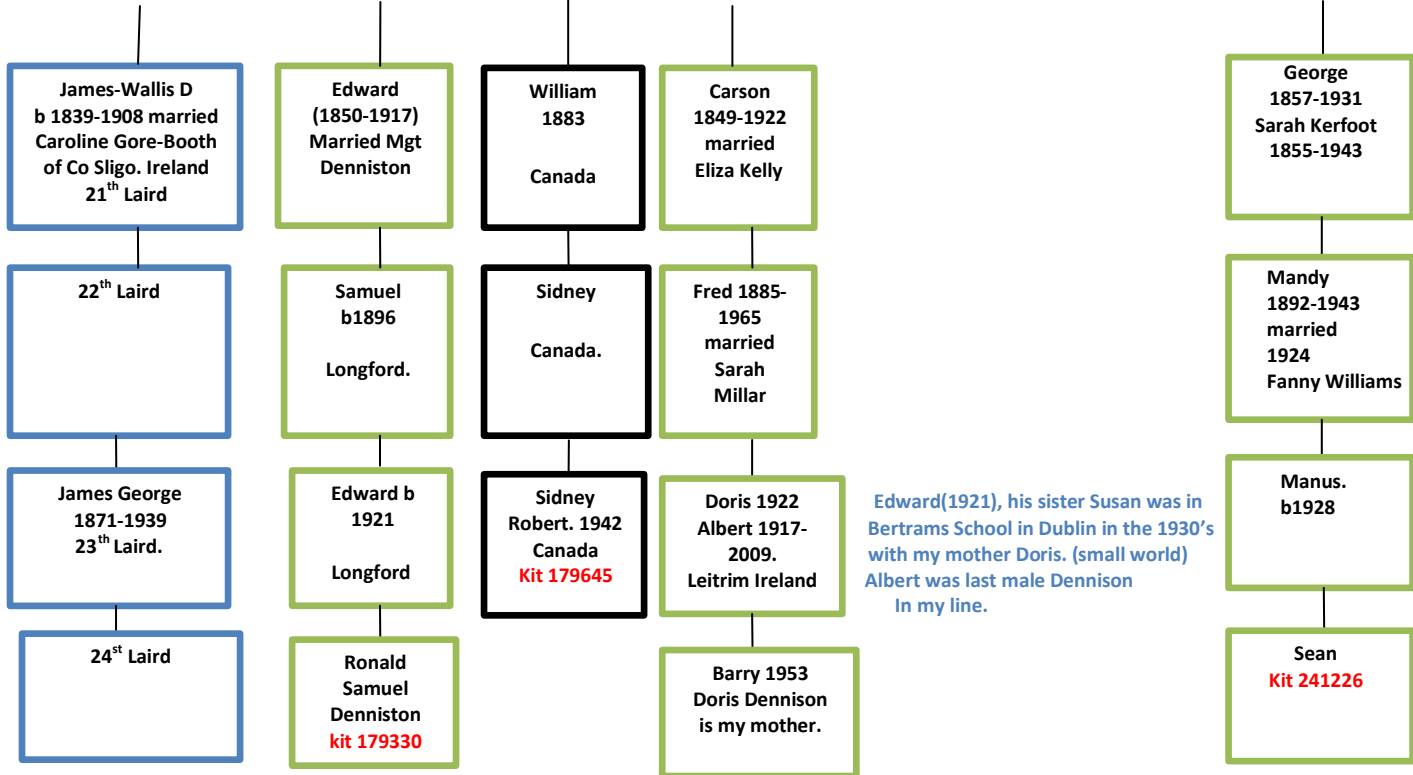 James-Wallis D
b 1839-1908 married
Caroline Gore-Booth
of Co Sligo. Ireland
21th Laird
Edward
(1850-1917)
Married Mgt
Denniston
William
1883
Canada
Carson
1849-1922
married
Eliza Kelly
George
1857-1931
Sarah Kerfoot
1855-1943
22th Laird
Samuel
b1896
Longford.
Sidney
Canada.
Fred 1885-
1965
married
Sarah
Millar
Mandy
1892-1943
married
1924
Fanny Williams
James George
1871-1939
23th Laird.
Edward b
1921
Longford
Sidney
Robert. 1942
Canada
Kit 179645
Doris 1922
Albert 1917-
2009.
Leitrim Ireland
Edward(1921), his sister Susan was in
Bertrams School in Dublin in the 1930's
with my mother Doris. (small world)
Albert was last male Dennison
In my line.
Manus.
b1928
24st Laird
Ronald
Samuel
Denniston
kit 179330
Barry 1953
Doris Dennison
is my mother.
Sean
Kit 241226